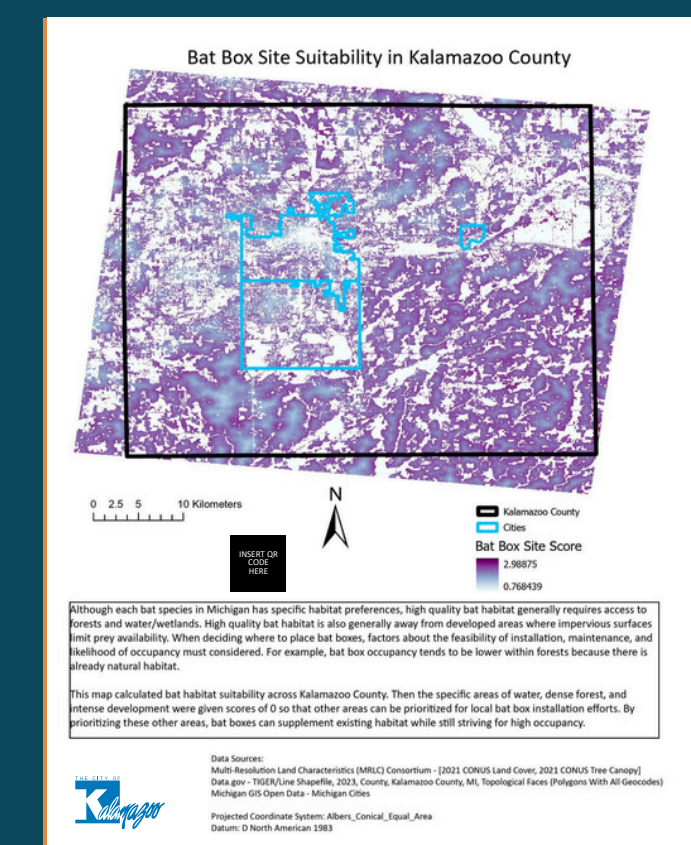 Bat Box Site Suitability in Kalamazoo County
0 2.5 5 10 Kilometers
N
INSERT QR
CODE
HERE
Kalamazoo County
Cities
Bat Box Site Score
2.98875
0.768439
Although each bat species in Michigan has specific habitat preferences, high quality bat habitat generally requires access to
forests and water/wetlands. High quality bat habitat is also generally away from developed areas where impervious surfaces
limit prey availability. When deciding where to place bat boxes, factors about the feasibility of installation, maintenance, and
likelihood of occupancy must considered. For example, bat box occupancy tends to be lower within forests because there is
already natural habitat.
This map calculated bat habitat suitability across Kalamazoo County. Then the specific areas of water, dense forest, and
intense development were given scores of 0 so that other areas can be prioritized for local bat box installation efforts. By
prioritizing these other areas, bat boxes can supplement existing habitat while still striving for high occupancy.
Data Sources:
Multi-Resolution Land Characteristics (MRLC) Consortium - [2021 CONUS Land Cover, 2021 CONUS Tree Canopy]
Data.gov - TIGER/Line Shapefile, 2023, County, Kalamazoo County, MI, Topological Faces (Polygons With All Geocodes)
Michigan GIS Open Data - Michigan Cities
Projected Coordinate System: Albers_Conical_Equal_Area
Datum: D North American 1983
THE CITY OF
Kalamazoo